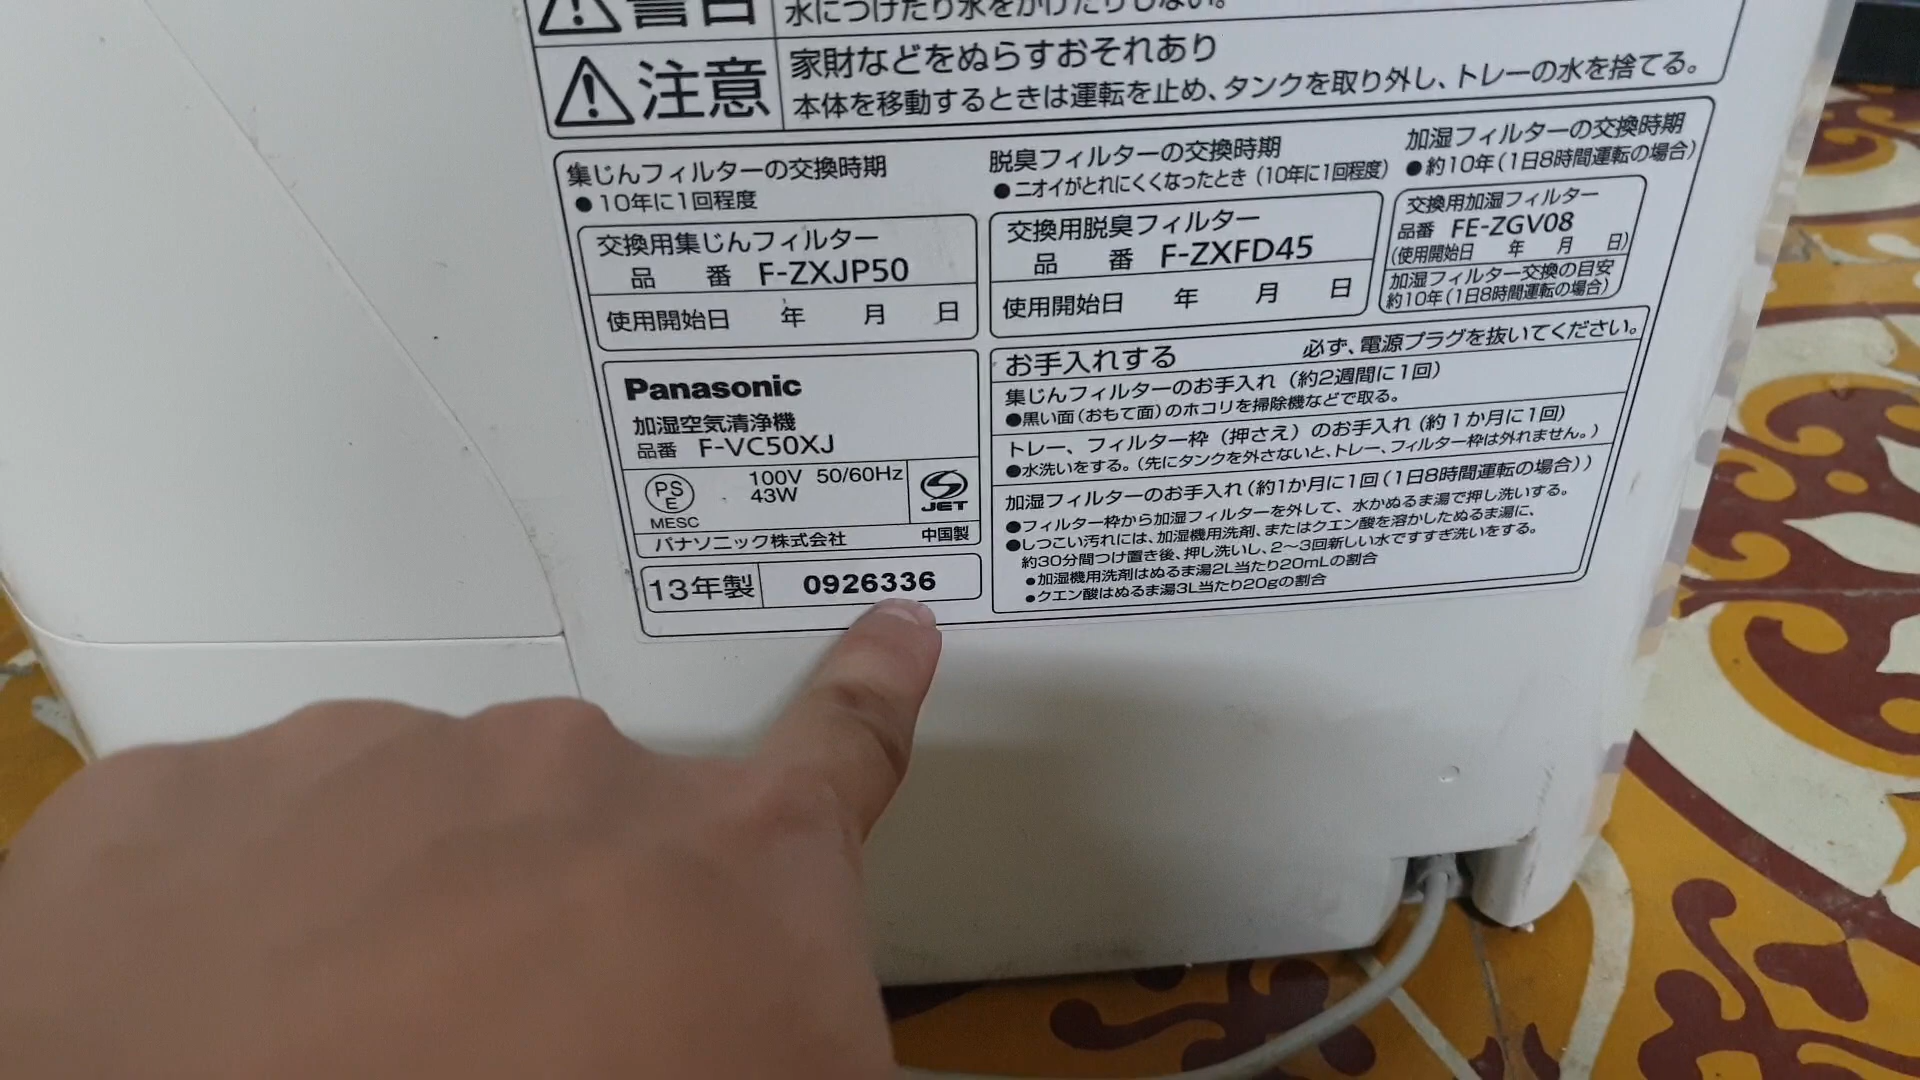 警告
水につけたり水をかけたりしない。
注意
家財などをぬらすおそれあり
本体を移動するときは運転を止め、タンクを取り外し、トレーの水を捨てる。
集じんフィルターの交換時期
●10年に1回程度
交換用集じんフィルター
品番 F-ZXJP50
使用開始日 年 月 日
脱臭フィルターの交換時期
●ニオイがとれにくくなったとき(10年に1回程度)
交換用脱臭フィルター
品番 F-ZXFD45
使用開始日 年 月 日
加湿フィルターの交換時期
●約10年(1日8時間運転の場合)
交換用加湿フィルター
品番 FE-ZGV08
(使用開始日 年 月 日)
加湿フィルター交換の目安
約10年(1日8時間運転の場合)
Panasonic
加湿空気清浄機
品番 F-VC50XJ
PS
E
MESC
100V 50/60Hz
43W
JET
パナソニック株式会社 中国製
13年製 0926336
お手入れする 必ず、電源プラグを抜いてください。
集じんフィルターのお手入れ(約2週間に1回)
●黒い面(おもて面)のホコリを掃除機などで取る。
トレー、フィルター枠(押さえ)のお手入れ(約1か月に1回)
●水洗いをする。(先にタンクを外さないと、トレー、フィルター枠は外れません。)
加湿フィルターのお手入れ(約1か月に1回(1日8時間運転の場合))
●フィルター枠から加湿フィルターを外して、水かぬるま湯で押し洗いする。
●しつこい汚れには、加湿機用洗剤、またはクエン酸を溶かしたぬるま湯に、
約30分間つけ置き後、押し洗いし、2〜3回新しい水ですすぎ洗いをする。
●加湿機用洗剤はぬるま湯2L当たり20mLの割合
●クエン酸はぬるま湯3L当たり20gの割合